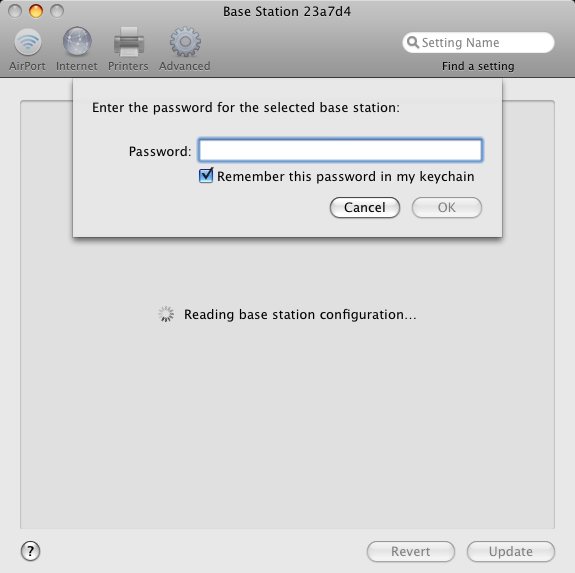 Base Station 23a7d4
AirPort Internet Printers Advanced
Setting Name
Find a setting
Enter the password for the selected base station:
Password:
Remember this password in my keychain
Cancel OK
Reading base station configuration...
?
Revert Update